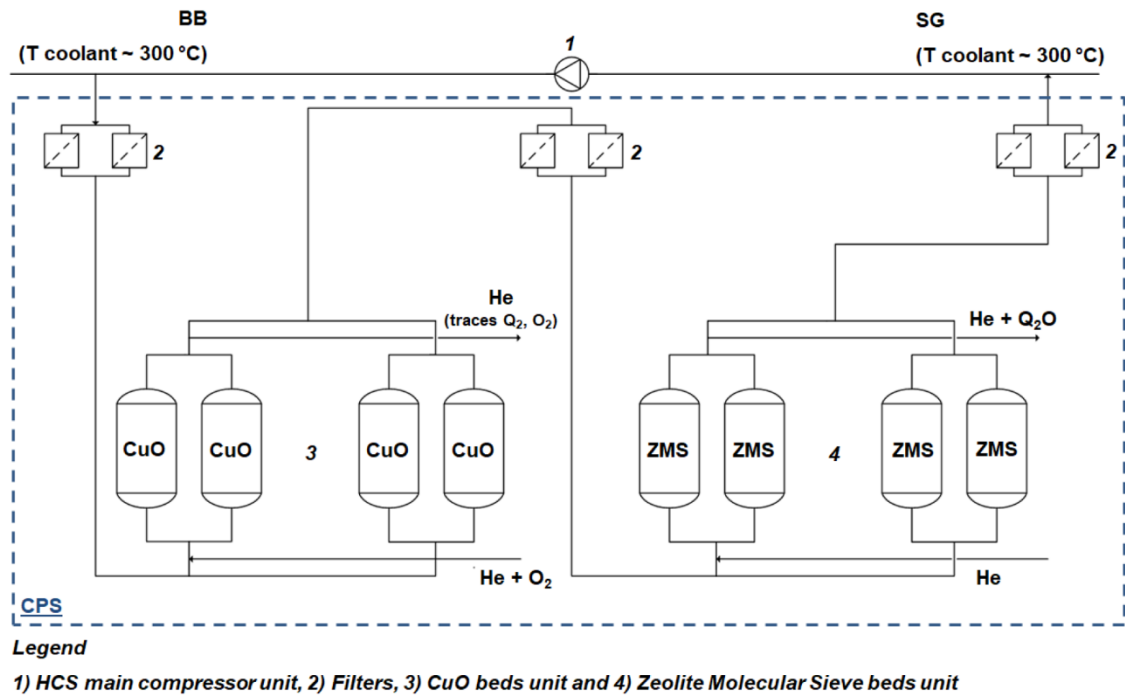 BB
SG
(T coolant ~ 300 °C)
1
(T coolant ~ 300 °C)
2
2
2
He
(traces Q₂, O₂)
He + Q₂O
CuO
CuO
3
CuO
CuO
ZMS
ZMS
4
ZMS
ZMS
He + O₂
He
CPS
Legend
1) HCS main compressor unit, 2) Filters, 3) CuO beds unit and 4) Zeolite Molecular Sieve beds unit